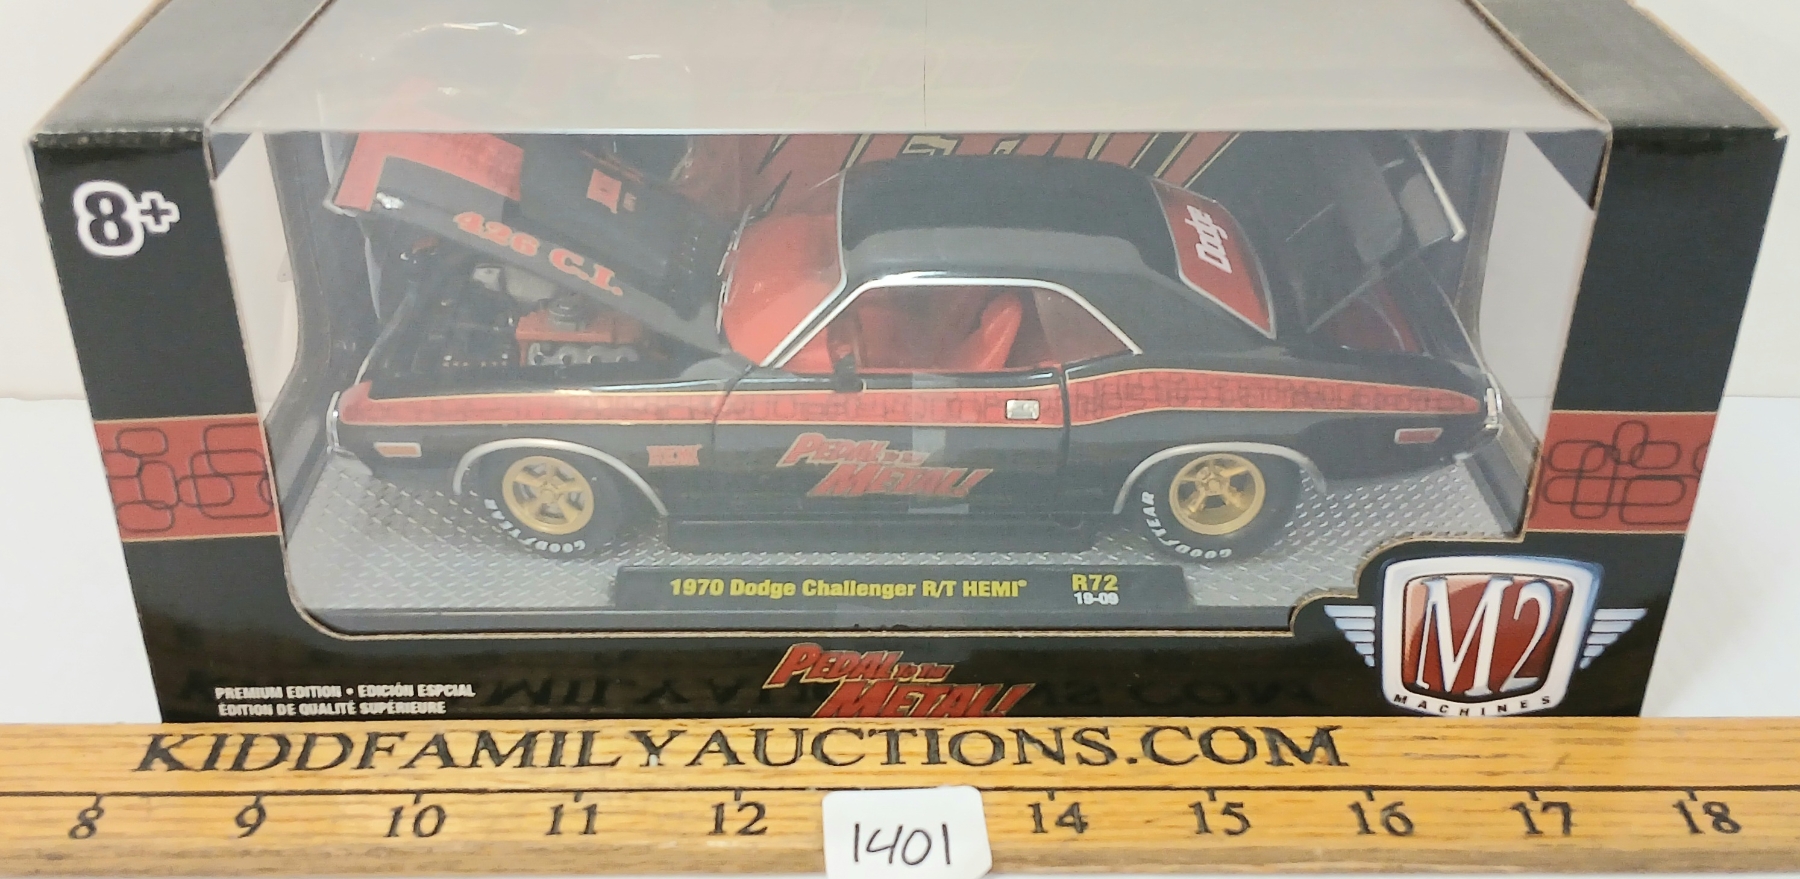 8+
METAL!
426 C.I.
Dodge
HEMI
PEDAL TO THE
METAL!
GOODYEAR
GOODYEAR
1970 Dodge Challenger R/T HEMI®
R72
19-09
PREMIUM EDITION • EDICIÓN ESPCIAL
ÉDITION DE QUALITÉ SUPÉRIEURE
PEDAL TO THE
METAL!
M2
MACHINES
KIDDFAMILYAUCTIONS.COM
8 9 10 11 12 14 15 16 17 18
1401